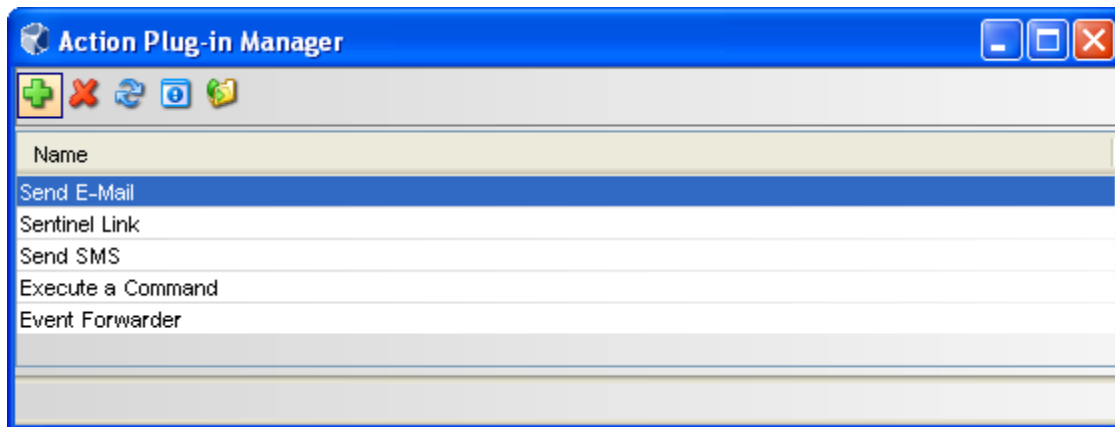 Action Plug-in Manager
Name
Send E-Mail
Sentinel Link
Send SMS
Execute a Command
Event Forwarder